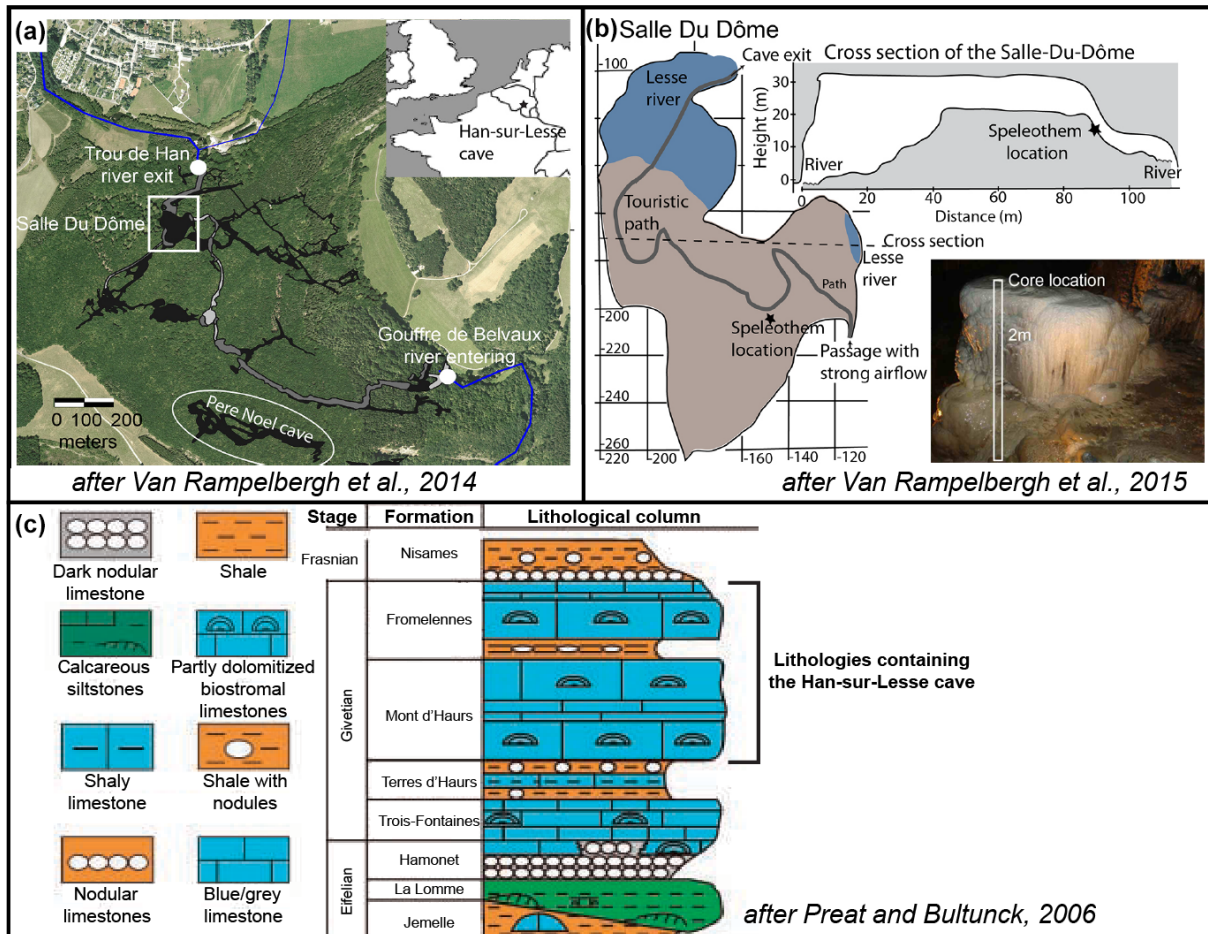 (a)
Han-sur-Lesse
cave
Trou de Han
river exit
Salle Du Dôme
Gouffre de Belvaux
river entering
Pere Noel cave
0 100 200
meters
after Van Rampelbergh et al., 2014
(b) Salle Du Dôme
Cave exit
-100
Lesse
river
Touristic
path
Cross section
Lesse
river
Path
-200
-210
-220
Speleothem
location
Passage with
strong airflow
-260
-220
-200
-160
-140
-120
Cross section of the Salle-Du-Dôme
Height (m)
30
20
10
0
River
Speleothem
location
River
0 20 40 60 80 100
Distance (m)
Core location
2m
after Van Rampelbergh et al., 2015
(c)
Dark nodular
limestone
Shale
Calcareous
siltstones
Partly dolomitized
biostromal
limestones
Shaly
limestone
Shale with
nodules
Nodular
limestones
Blue/grey
limestone
Stage Formation Lithological column
Frasnian
Nisames
Givetian
Fromelennes
Mont d'Haurs
Terres d'Haurs
Trois-Fontaines
Eifelian
Hamonet
La Lomme
Jemelle
Lithologies containing
the Han-sur-Lesse cave
after Preat and Bultunck, 2006